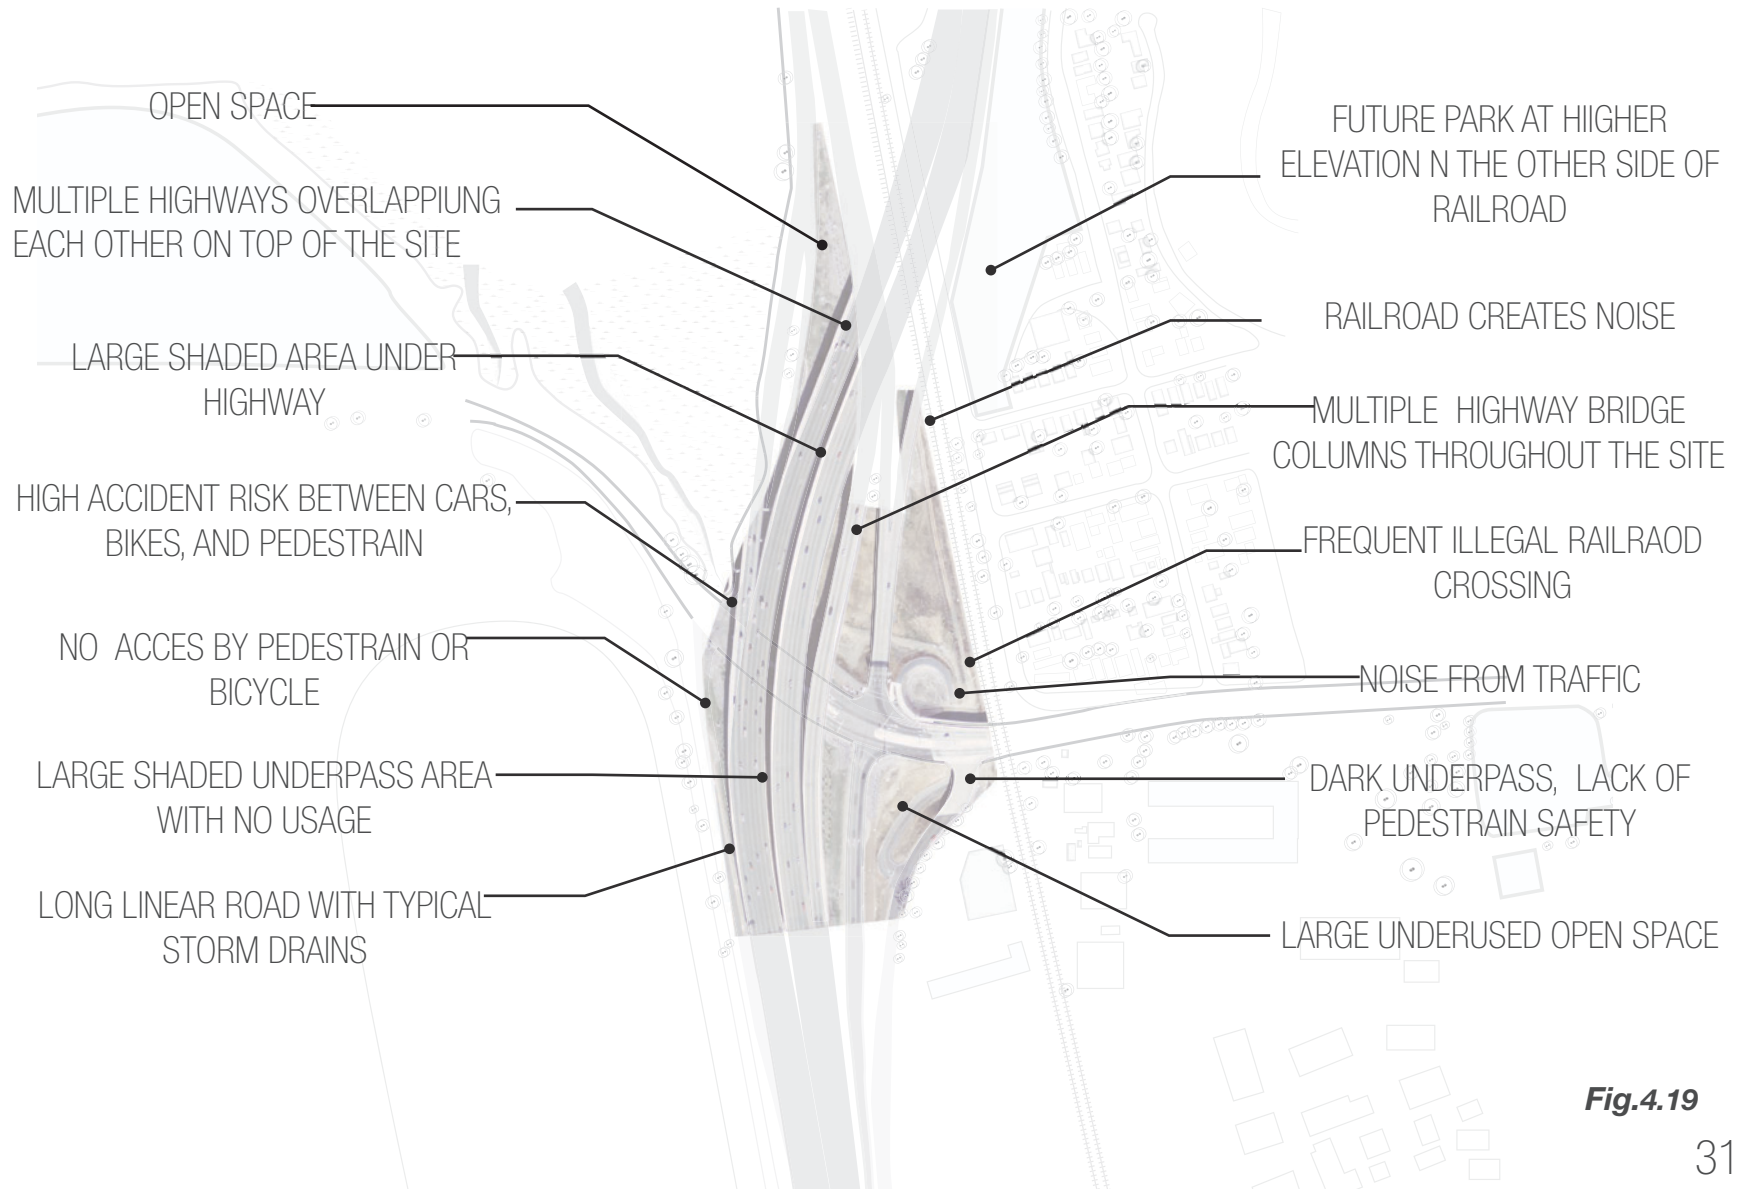 OPEN SPACE
MULTIPLE HIGHWAYS OVERLAPPIUNG
EACH OTHER ON TOP OF THE SITE
LARGE SHADED AREA UNDER
HIGHWAY
HIGH ACCIDENT RISK BETWEEN CARS,
BIKES, AND PEDESTRAIN
NO  ACCES BY PEDESTRAIN OR
BICYCLE
LARGE SHADED UNDERPASS AREA
WITH NO USAGE
LONG LINEAR ROAD WITH TYPICAL
STORM DRAINS
FUTURE PARK AT HIIGHER
ELEVATION N THE OTHER SIDE OF
RAILROAD
RAILROAD CREATES NOISE
MULTIPLE  HIGHWAY BRIDGE
COLUMNS THROUGHOUT THE SITE
FREQUENT ILLEGAL RAILRAOD
CROSSING
NOISE FROM TRAFFIC
DARK UNDERPASS,  LACK OF
PEDESTRAIN SAFETY
LARGE UNDERUSED OPEN SPACE
Fig.4.19
31